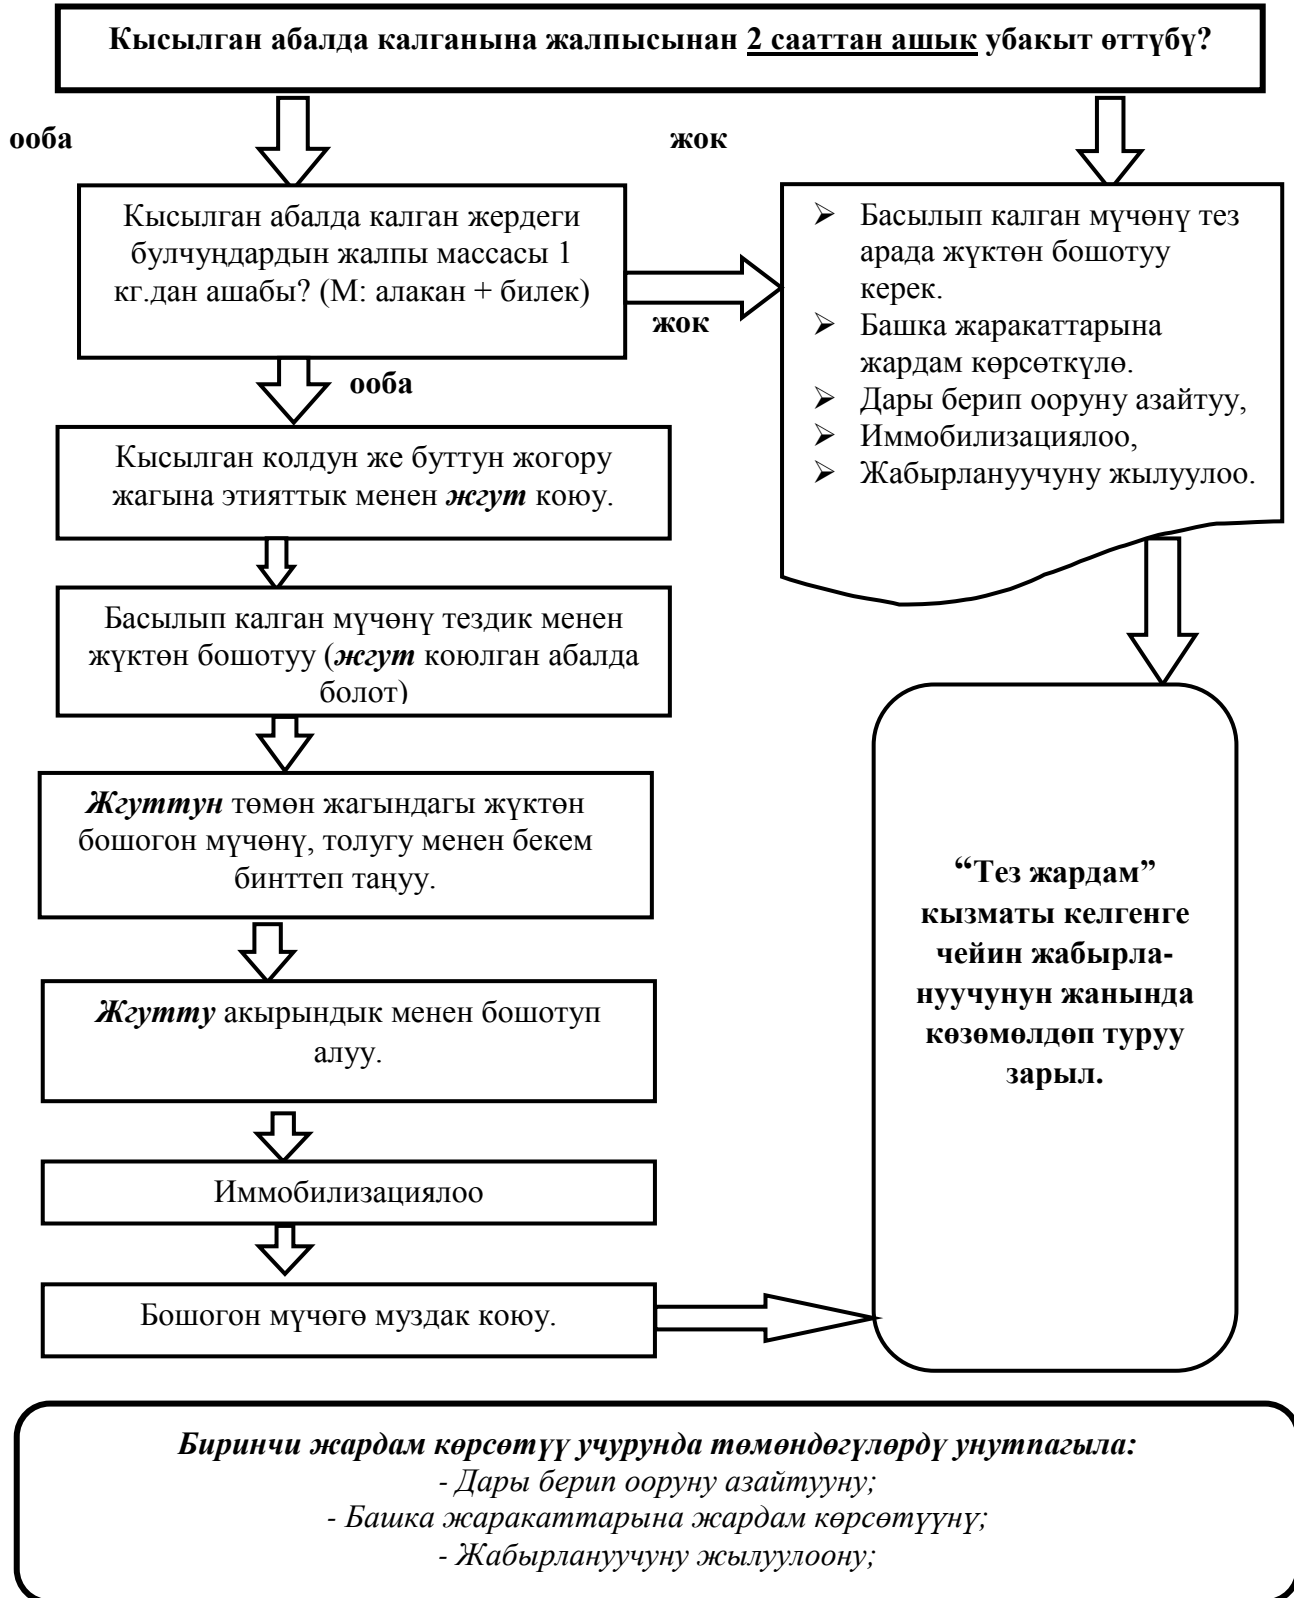 Кысылган абалда калганына жалпысынан 2 сааттан ашык убакыт өттүбү?
ооба
жок
Кысылган абалда калган жердеги
булчуңдардын жалпы массасы 1
кг.дан ашабы? (М: алакан + билек)
жок
ооба
Кысылган колдун же буттун жогору
жагына этияттык менен жгут коюу.
Басылып калган мүчөнү тездик менен
жүктөн бошотуу (жгут коюлган абалда
болот)
Жгуттун төмөн жагындагы жүктөн
бошогон мүчөнү, толугу менен бекем
бинттеп таңуу.
Жгутту акырындык менен бошотуп
алуу.
Иммобилизациялоо
Бошогон мүчөгө муздак коюу.
➢ Басылып калган мүчөнү тез
арада жүктөн бошотуу
керек.
➢ Башка жаракаттарына
жардам көрсөткүлө.
➢ Дары берип ооруну азайтуу,
➢ Иммобилизациялоо,
➢ Жабырлануучуну жылуулоо.
“Тез жардам”
кызматы келгенге
чейин жабырла-
нуучунун жанында
көзөмөлдөп туруу
зарыл.
Биринчи жардам көрсөтүү учурунда төмөндөгүлөрдү унутпагыла:
- Дары берип ооруну азайтууну;
- Башка жаракаттарына жардам көрсөтүүнү;
- Жабырлануучуну жылуулоону;